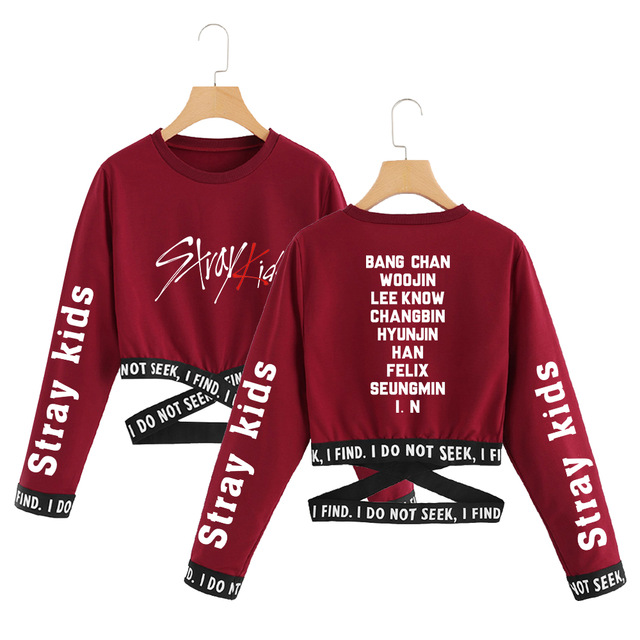 Stray Kids
Stray kids
NOT SEEK, I FIND.
I DO NOT SEEK,
FIND. I DO
BANG CHAN
WOOJIN
LEE KNOW
CHANGBIN
HYUNJIN
HAN
FELIX
SEUNGMIN
I. N
Stray kids
Stray kids
, I FIND. I DO NOT SEEK, I FI
I FIND. I DO NOT SEEK, I FIND
D. I DO N
NOT SEEK,